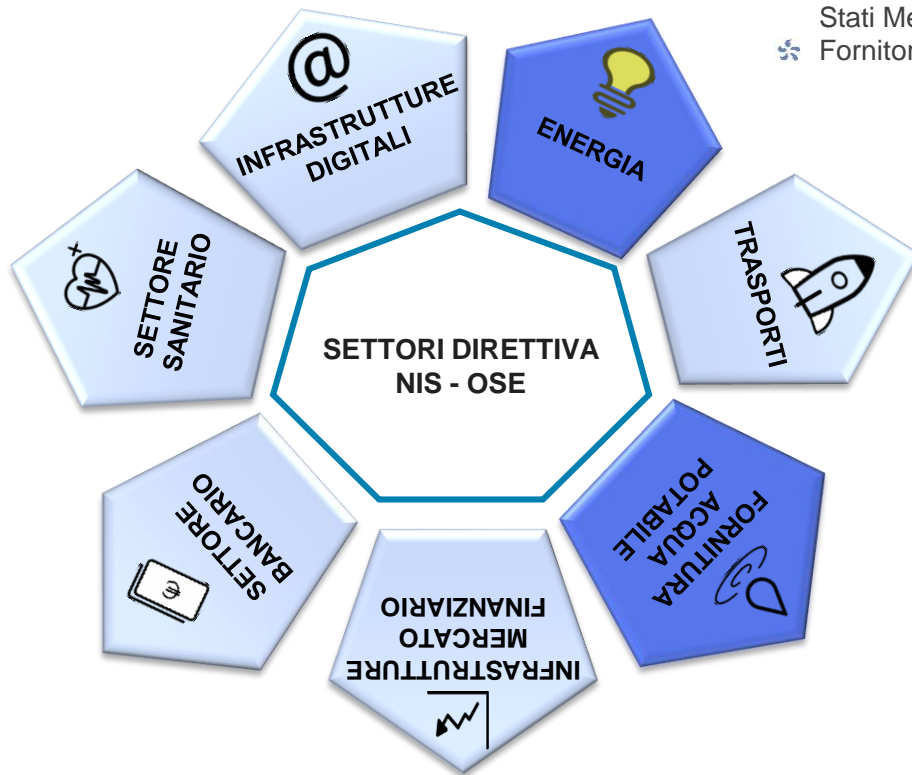 Stati Me
Fornitor
@
INFRASTRUTTURE
DIGITALI
ENERGIA
TRASPORTI
FORNITURA
ACQUA
POTABILE
INFRASTRUTTURE
MERCATO
FINANZIARIO
SETTORE
BANCARIO
€
SETTORE
SANITARIO
SETTORI DIRETTIVA
NIS - OSE